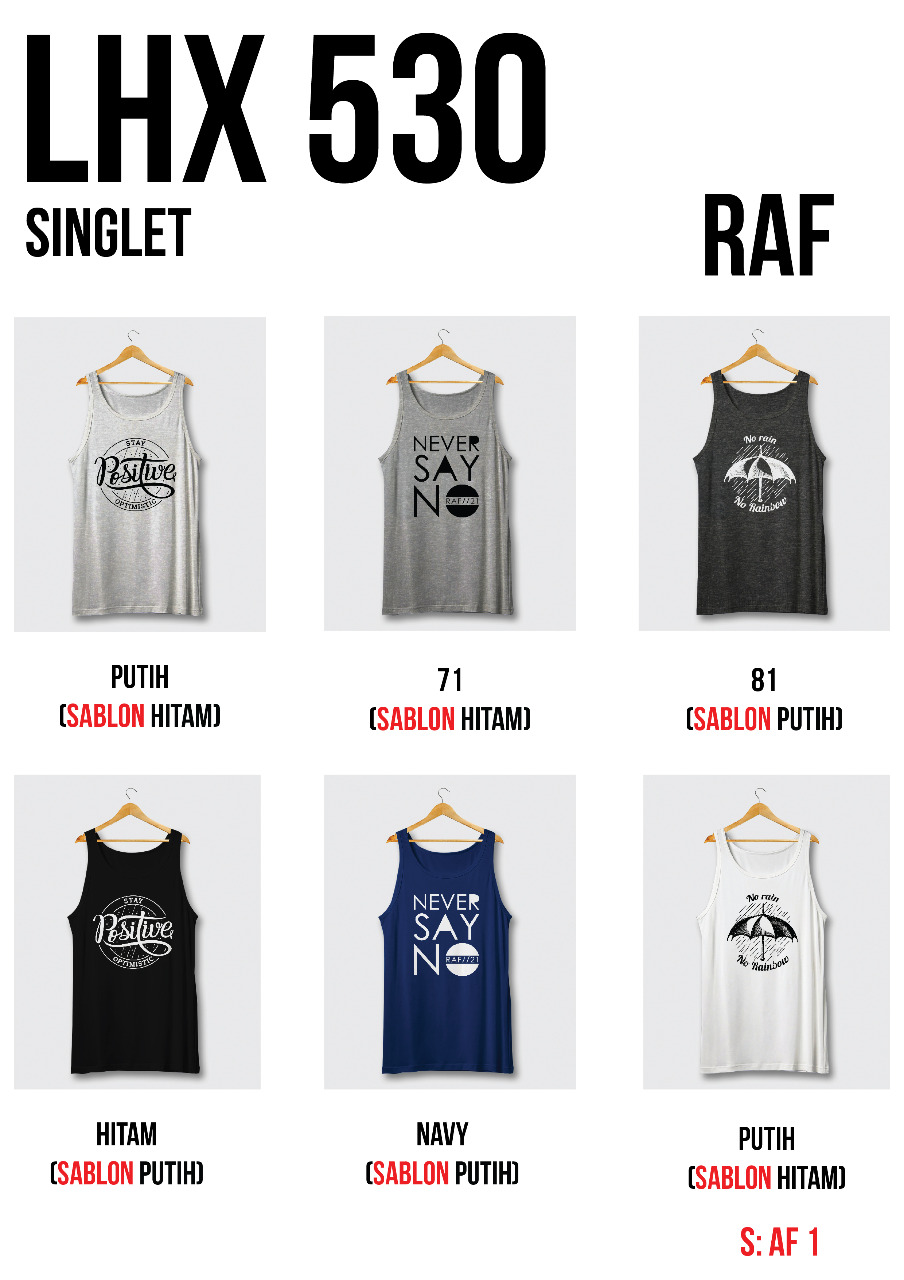 LHX 530
SINGLET
RAF
STAY
Positive
OPTIMISTIC
NEVER
SAY
NO
RAF//21
No rain
No Rainbow
PUTIH
(SABLON HITAM)
71
(SABLON HITAM)
81
(SABLON PUTIH)
STAY
Positive
OPTIMISTIC
NEVER
SAY
NO
RAF//21
No rain
No Rainbow
HITAM
(SABLON PUTIH)
NAVY
(SABLON PUTIH)
PUTIH
(SABLON HITAM)
S: AF 1